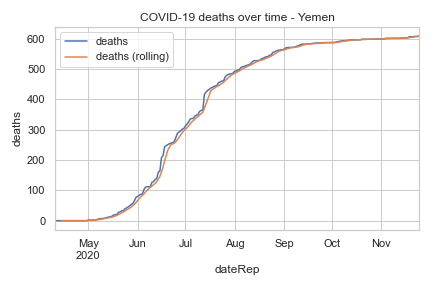 COVID-19 deaths over time - Yemen
deaths
deaths (rolling)
deaths
600
500
400
300
200
100
0
May Jun Jul Aug Sep Oct Nov
2020
dateRep